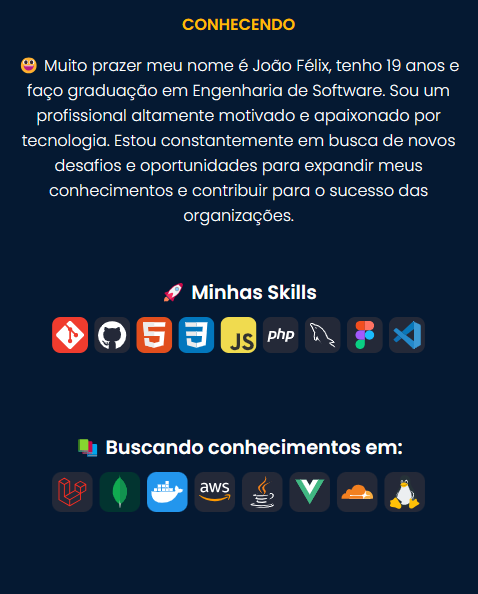 CONHECENDO
😃 Muito prazer meu nome é João Félix, tenho 19 anos e
faço graduação em Engenharia de Software. Sou um
profissional altamente motivado e apaixonado por
tecnologia. Estou constantemente em busca de novos
desafios e oportunidades para expandir meus
conhecimentos e contribuir para o sucesso das
organizações.
🚀 Minhas Skills
JS php
📚 Buscando conhecimentos em:
aws